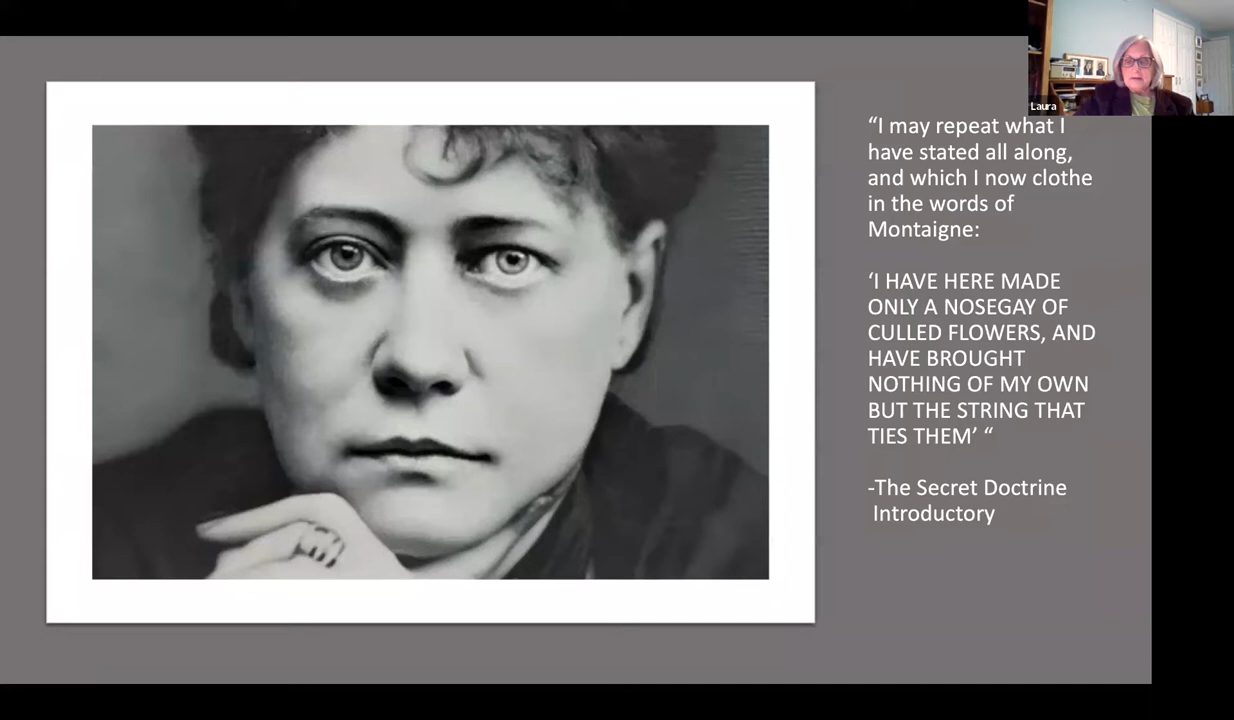 Laura
“I may repeat what I
have stated all along,
and which I now clothe
in the words of
Montaigne:
‘I HAVE HERE MADE
ONLY A NOSEGAY OF
CULLED FLOWERS, AND
HAVE BROUGHT
NOTHING OF MY OWN
BUT THE STRING THAT
TIES THEM’ “
-The Secret Doctrine
Introductory